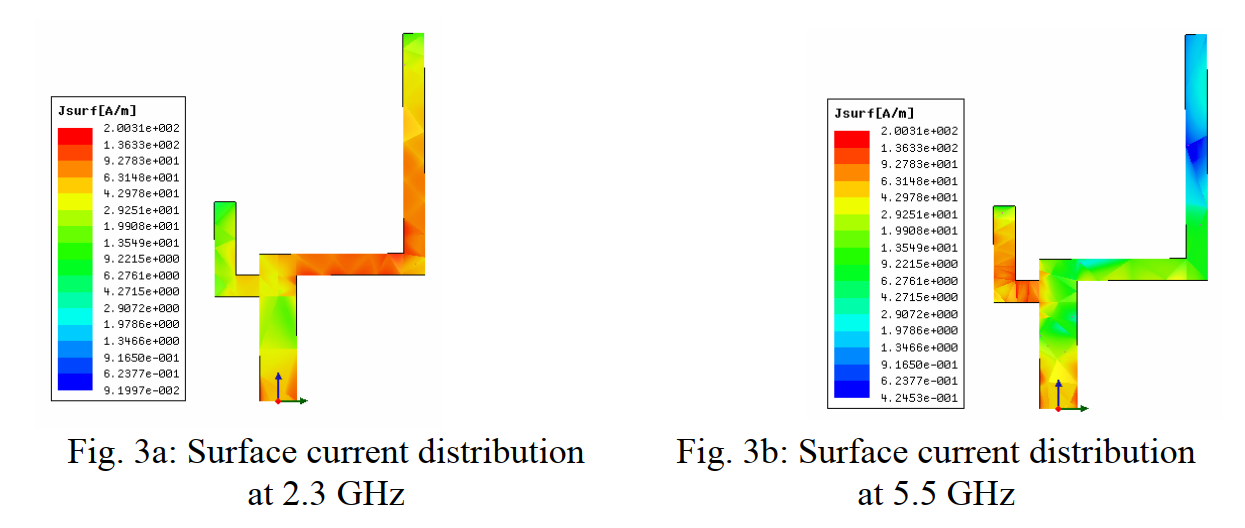 Jsurf[A/m]
2.0031e+002
1.3633e+002
9.2783e+001
6.3148e+001
4.2978e+001
2.9251e+001
1.9908e+001
1.3549e+001
9.2215e+000
6.2761e+000
4.2715e+000
2.9072e+000
1.9786e+000
1.3466e+000
9.1650e-001
6.2377e-001
9.1997e-002
Fig. 3a: Surface current distribution
at 2.3 GHz
Jsurf[A/m]
2.0031e+002
1.3633e+002
9.2783e+001
6.3148e+001
4.2978e+001
2.9251e+001
1.9908e+001
1.3549e+001
9.2215e+000
6.2761e+000
4.2715e+000
2.9072e+000
1.9786e+000
1.3466e+000
9.1650e-001
6.2377e-001
4.2453e-001
Fig. 3b: Surface current distribution
at 5.5 GHz